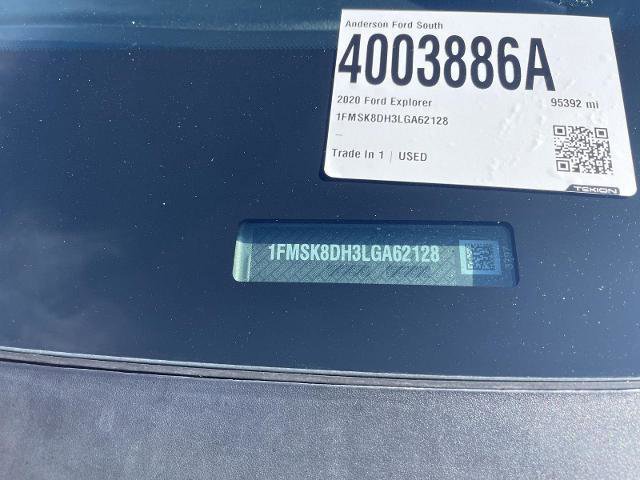 Anderson Ford South
4003886A
2020 Ford Explorer 95392 mi
1FMSK8DH3LGA62128
–
Trade In 1 | USED
TEKION
1FMSK8DH3LGA62128